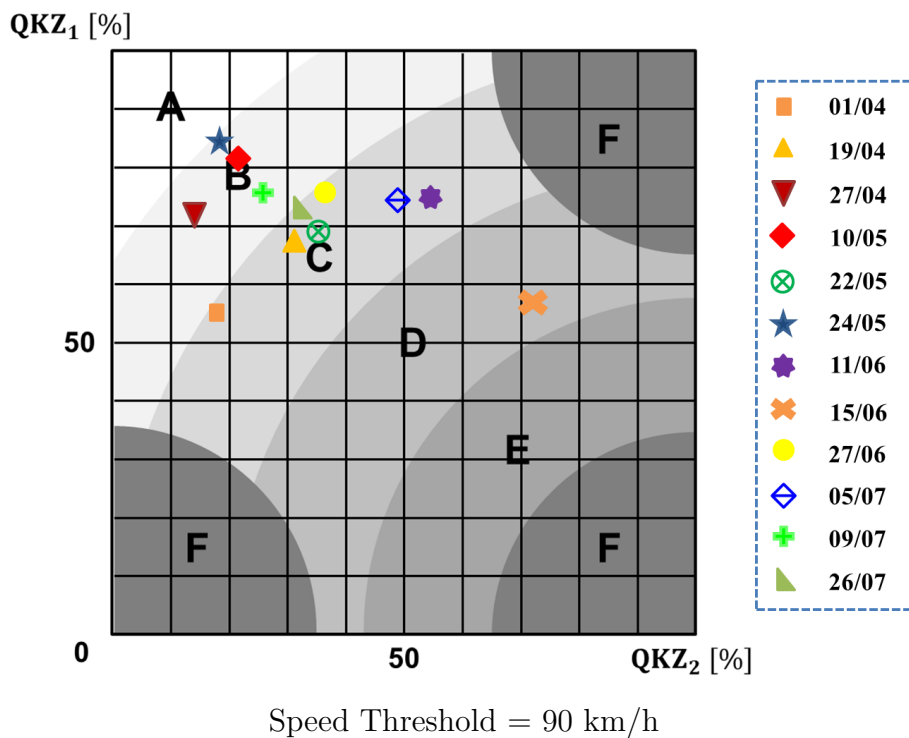 QKZ₁ [%]
A
F
B
C
50
D
E
F
F
0
50
QKZ₂ [%]
01/04
19/04
27/04
10/05
22/05
24/05
11/06
15/06
27/06
05/07
09/07
26/07
Speed Threshold = 90 km/h